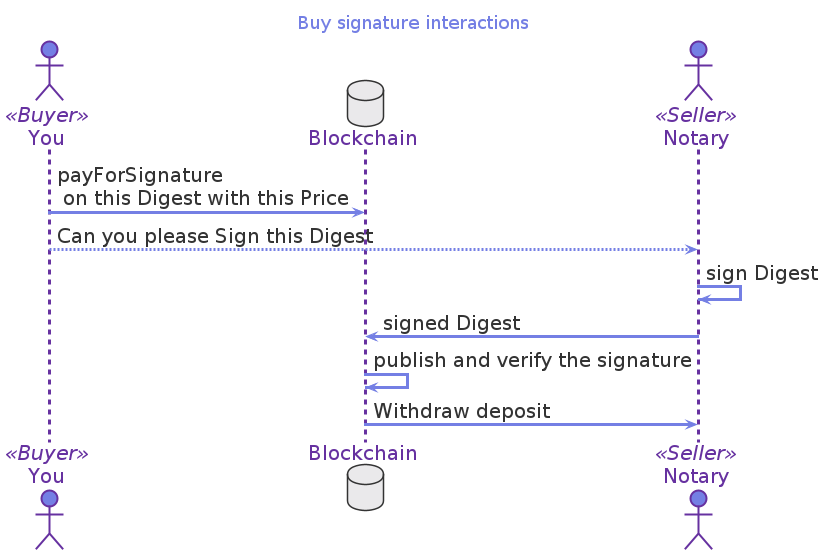 Buy signature interactions
«Buyer»
You
Blockchain
«Seller»
Notary
payForSignature
on this Digest with this Price
Can you please Sign this Digest
sign Digest
signed Digest
publish and verify the signature
Withdraw deposit
«Buyer»
You
Blockchain
«Seller»
Notary